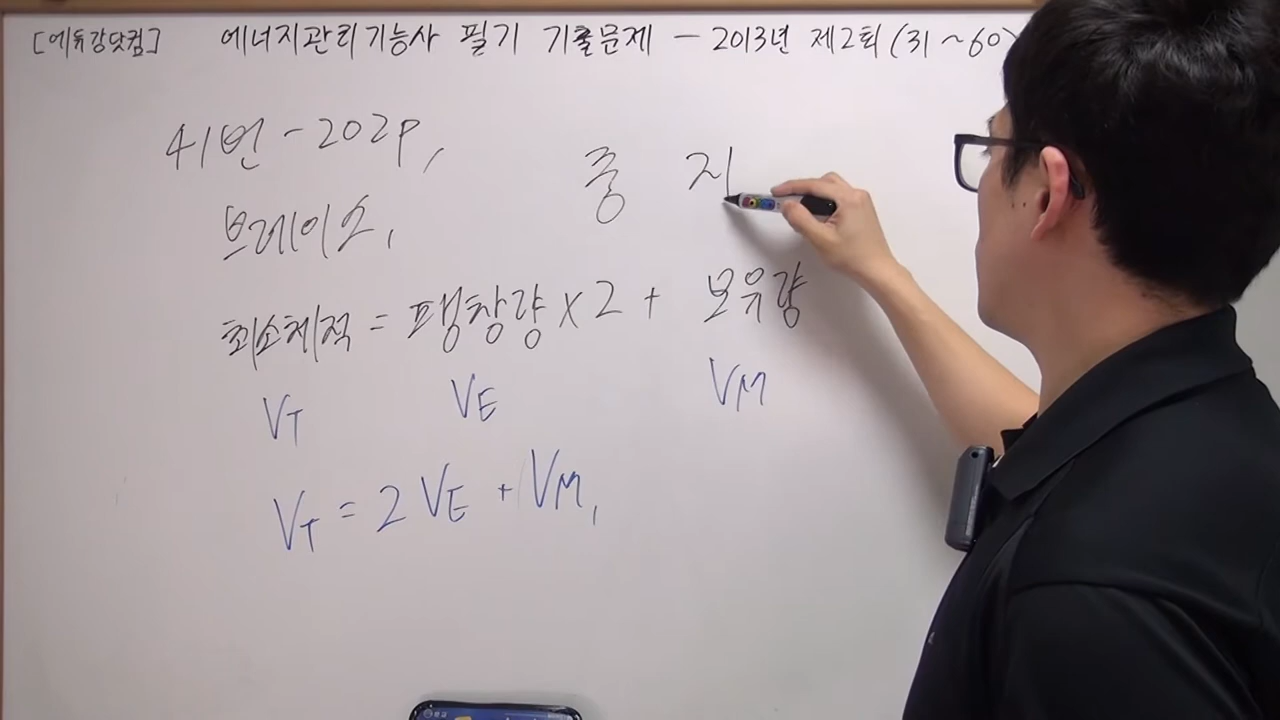 [에듀강닷컴] 에너지관리기능사 필기 기출문제 - 2013년 제2회 (31~60)
41번 - 202P,
중 지
브레이스,
최소체적 = 팽창량 × 2 + 보유량
VT VE VM
VT = 2 VE + VM,